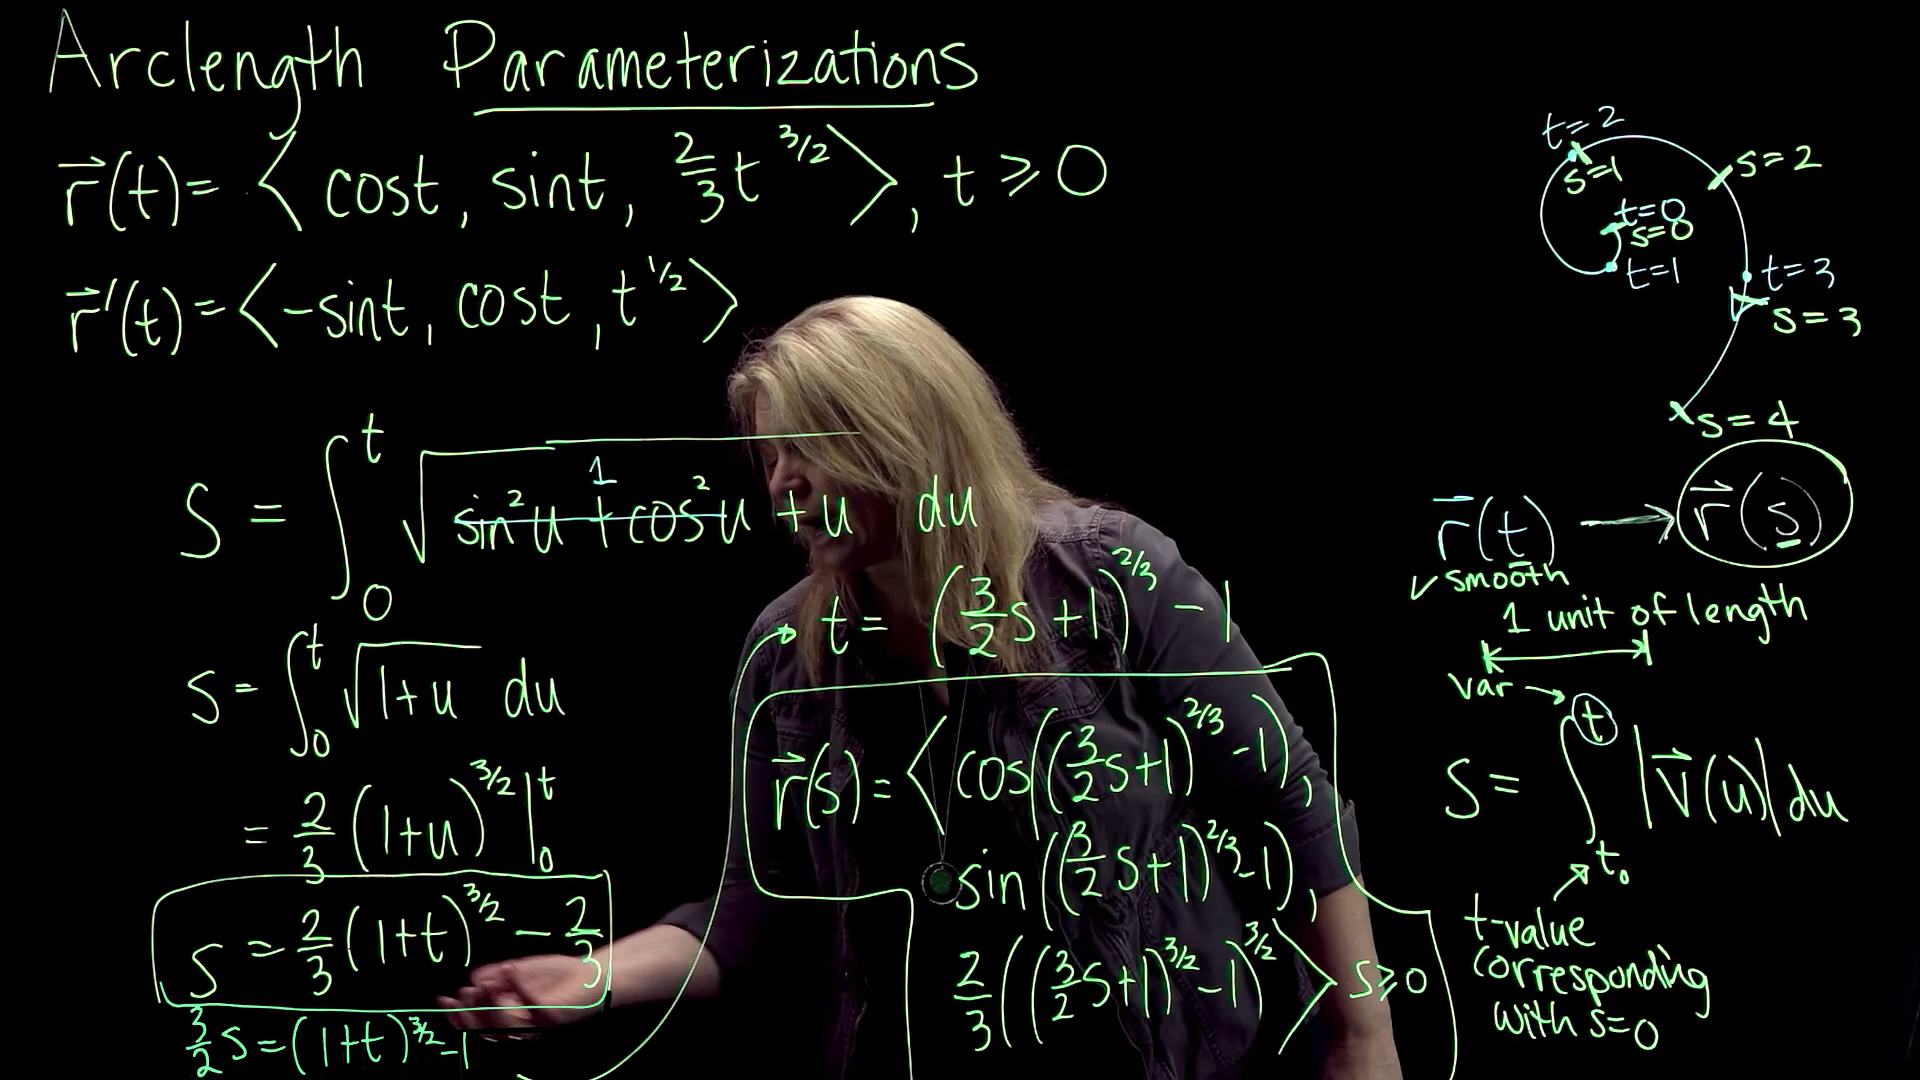 Arclength Parameterizations
r⃗(t) = ⟨cost, sint, 2/3 t^(3/2)⟩, t ≥ 0
r⃗'(t) = ⟨-sint, cost, t^(1/2)⟩
S = ∫_0^t √(sin²u + cos²u + u) du
1
S = ∫_0^t √(1+u) du
= 2/3 (1+u)^(3/2) |_0^t
S = 2/3 (1+t)^(3/2) - 2/3
3/2 S = (1+t)^(3/2) - 1
t = (3/2 S + 1)^(2/3) - 1
r⃗(s) = ⟨cos((3/2 S+1)^(2/3) - 1),
sin((3/2 S+1)^(2/3) - 1),
2/3((3/2 S+1)^(3/2) - 1)^(3/2)⟩ S ≥ 0
t=2
s=1
s=2
t=0
s=0
t=1
t=3
s=3
s=4
r⃗(t) → r⃗(s)
✓ smooth
1 unit of length
var →
S = ∫_(t₀)^t |v⃗(u)| du
t-value
corresponding
with s=0